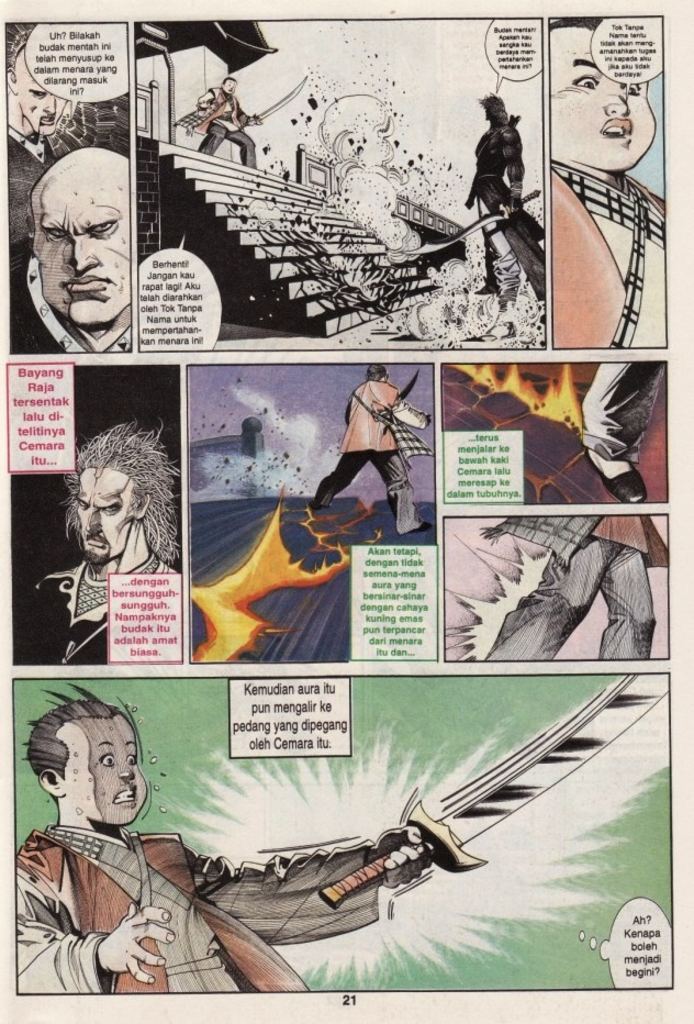 Uh? Bilakah
budak mentah ini
telah menyusup ke
dalam menara yang
dilarang masuk
ini?
Berhenti!
Jangan kau
rapat lagi! Aku
telah diarahkan
oleh Tok Tanpa
Nama untuk
mempertahan-
kan menara ini!
Budak mentah!
Apakah kau
sangka kau
berdaya mem-
pertahankan
menara ini?
Tok Tanpa
Nama tentu
tidak akan meng-
amanahkan tugas
ini kapada aku
jika aku tidak
berdaya!
Bayang
Raja
tersentak
lalu di-
telitinya
Cemara
itu...
...dengan
bersungguh-
sungguh.
Nampaknya
budak itu
adalah amat
biasa.
Akan tetapi,
dengan tidak
semena-mena
aura yang
bersinar-sinar
dengan cahaya
kuning emas
pun terpancar
dari menara
itu dan...
...terus
menjalar ke
bawah kaki
Cemara lalu
meresap ke
dalam tubuhnya.
Kemudian aura itu
pun mengalir ke
pedang yang dipegang
oleh Cemara itu.
Ah?
Kenapa
boleh
menjadi
begini?
21